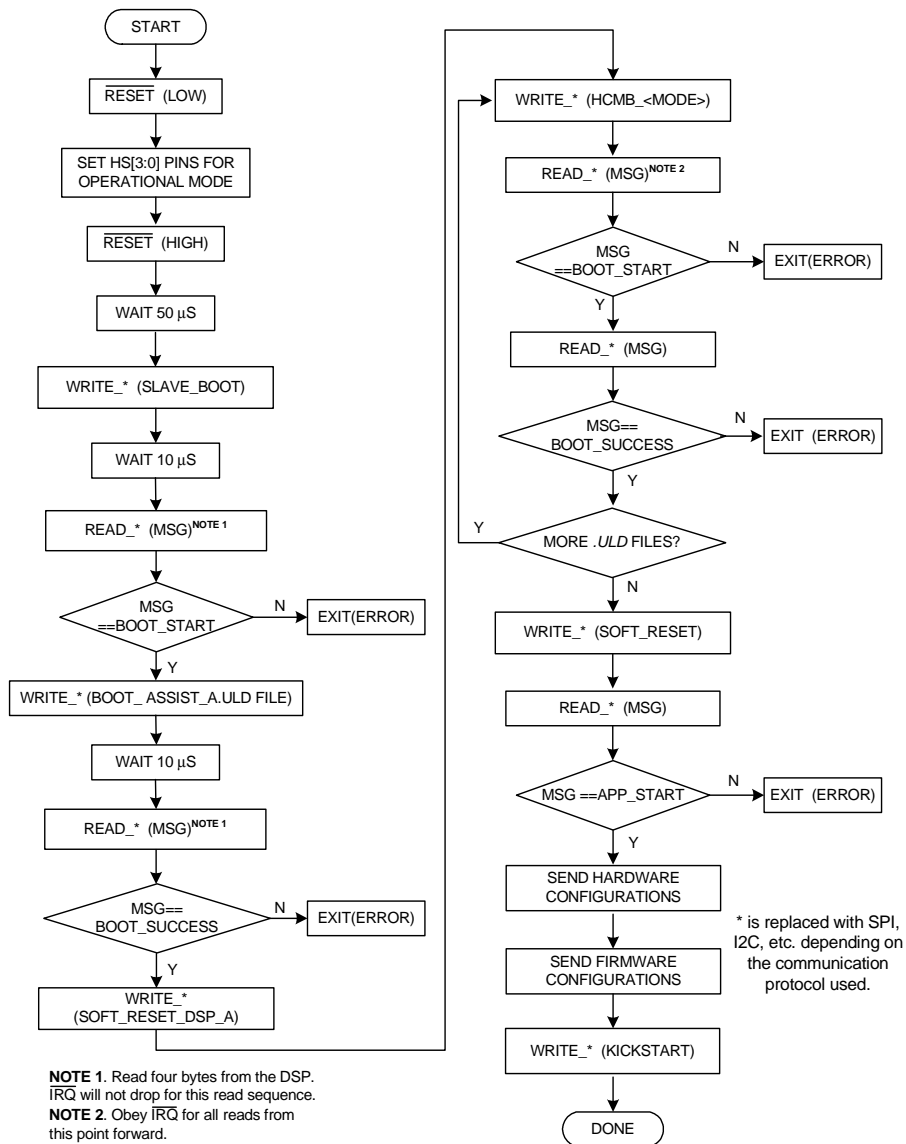 START
RESET (LOW)
SET HS[3:0] PINS FOR
OPERATIONAL MODE
RESET (HIGH)
WAIT 50 μS
WRITE_* (SLAVE_BOOT)
WAIT 10 μS
READ_* (MSG)NOTE 1
MSG
==BOOT_START
N
EXIT(ERROR)
Y
WRITE_* (BOOT_ ASSIST_A.ULD FILE)
WAIT 10 μS
READ_* (MSG)NOTE 1
MSG==
BOOT_SUCCESS
N
EXIT(ERROR)
Y
WRITE_*
(SOFT_RESET_DSP_A)
NOTE 1. Read four bytes from the DSP.
IRQ will not drop for this read sequence.
NOTE 2. Obey IRQ for all reads from
this point forward.
WRITE_* (HCMB_<MODE>)
READ_* (MSG)NOTE 2
MSG
==BOOT_START
N
EXIT(ERROR)
Y
READ_* (MSG)
MSG==
BOOT_SUCCESS
N
EXIT (ERROR)
Y
MORE .ULD FILES?
Y
N
WRITE_* (SOFT_RESET)
READ_* (MSG)
MSG ==APP_START
N
EXIT (ERROR)
Y
SEND HARDWARE
CONFIGURATIONS
SEND FIRMWARE
CONFIGURATIONS
WRITE_* (KICKSTART)
DONE
* is replaced with SPI,
I2C, etc. depending on
the communication
protocol used.